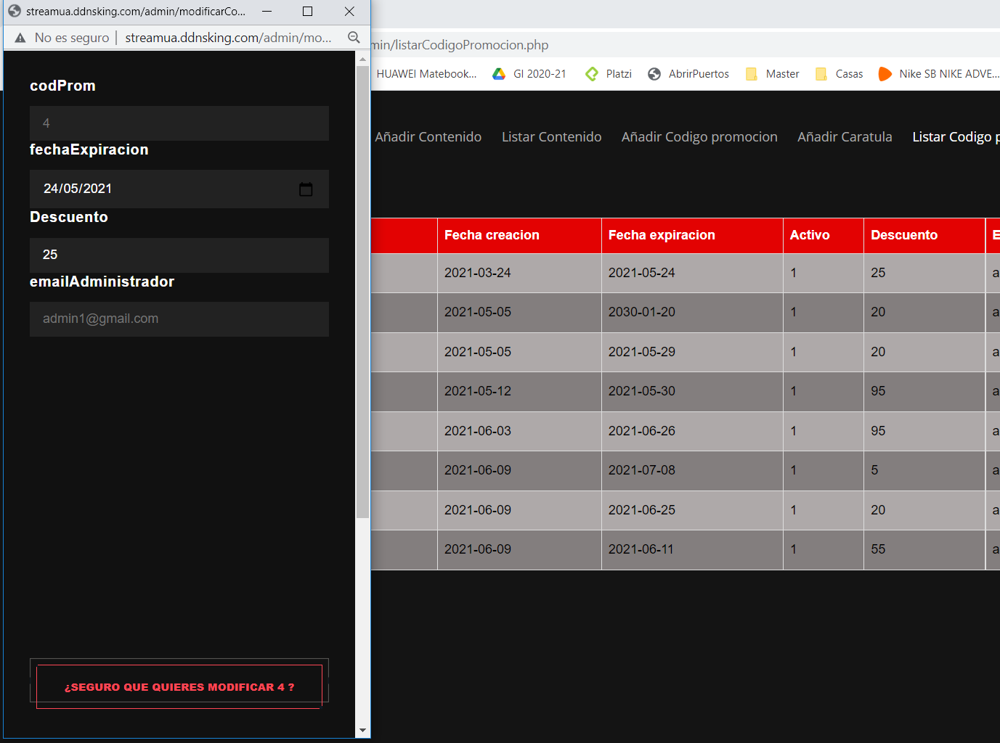 streamua.ddnsking.com/admin/modificarCo...
No es seguro | streamua.ddnsking.com/admin/mo...
codProm
4
fechaExpiracion
24/05/2021
Descuento
25
emailAdministrador
admin1@gmail.com
¿SEGURO QUE QUIERES MODIFICAR 4 ?
min/listarCodigoPromocion.php
HUAWEI Matebook... GI 2020-21 Platzi AbrirPuertos Master Casas Nike SB NIKE ADVE...
Añadir Contenido Listar Contenido Añadir Codigo promocion Añadir Caratula Listar Codigo p
Fecha creacion Fecha expiracion Activo Descuento E
2021-03-24 2021-05-24 1 25 a
2021-05-05 2030-01-20 1 20 a
2021-05-05 2021-05-29 1 20 a
2021-05-12 2021-05-30 1 95 a
2021-06-03 2021-06-26 1 95 a
2021-06-09 2021-07-08 1 5 a
2021-06-09 2021-06-25 1 20 a
2021-06-09 2021-06-11 1 55 a